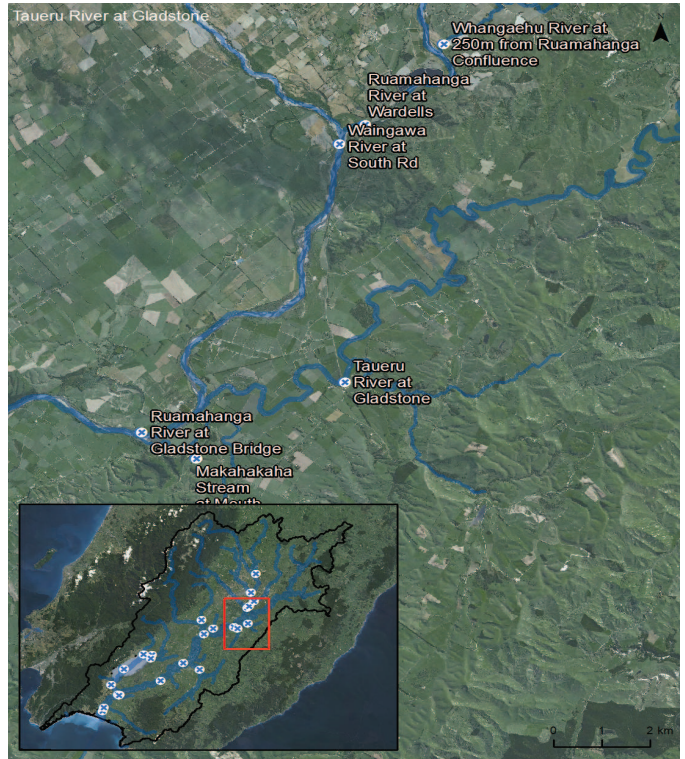 Taueru River at Gladstone
N
Whangaehu River at
250m from Ruamahanga
Confluence
Ruamahanga
River at
Wardells
Waingawa
River at
South Rd
Taueru
River at
Gladstone
Ruamahanga
River at
Gladstone Bridge
Makahakaha
Stream
at Mouth
0 1 2 km